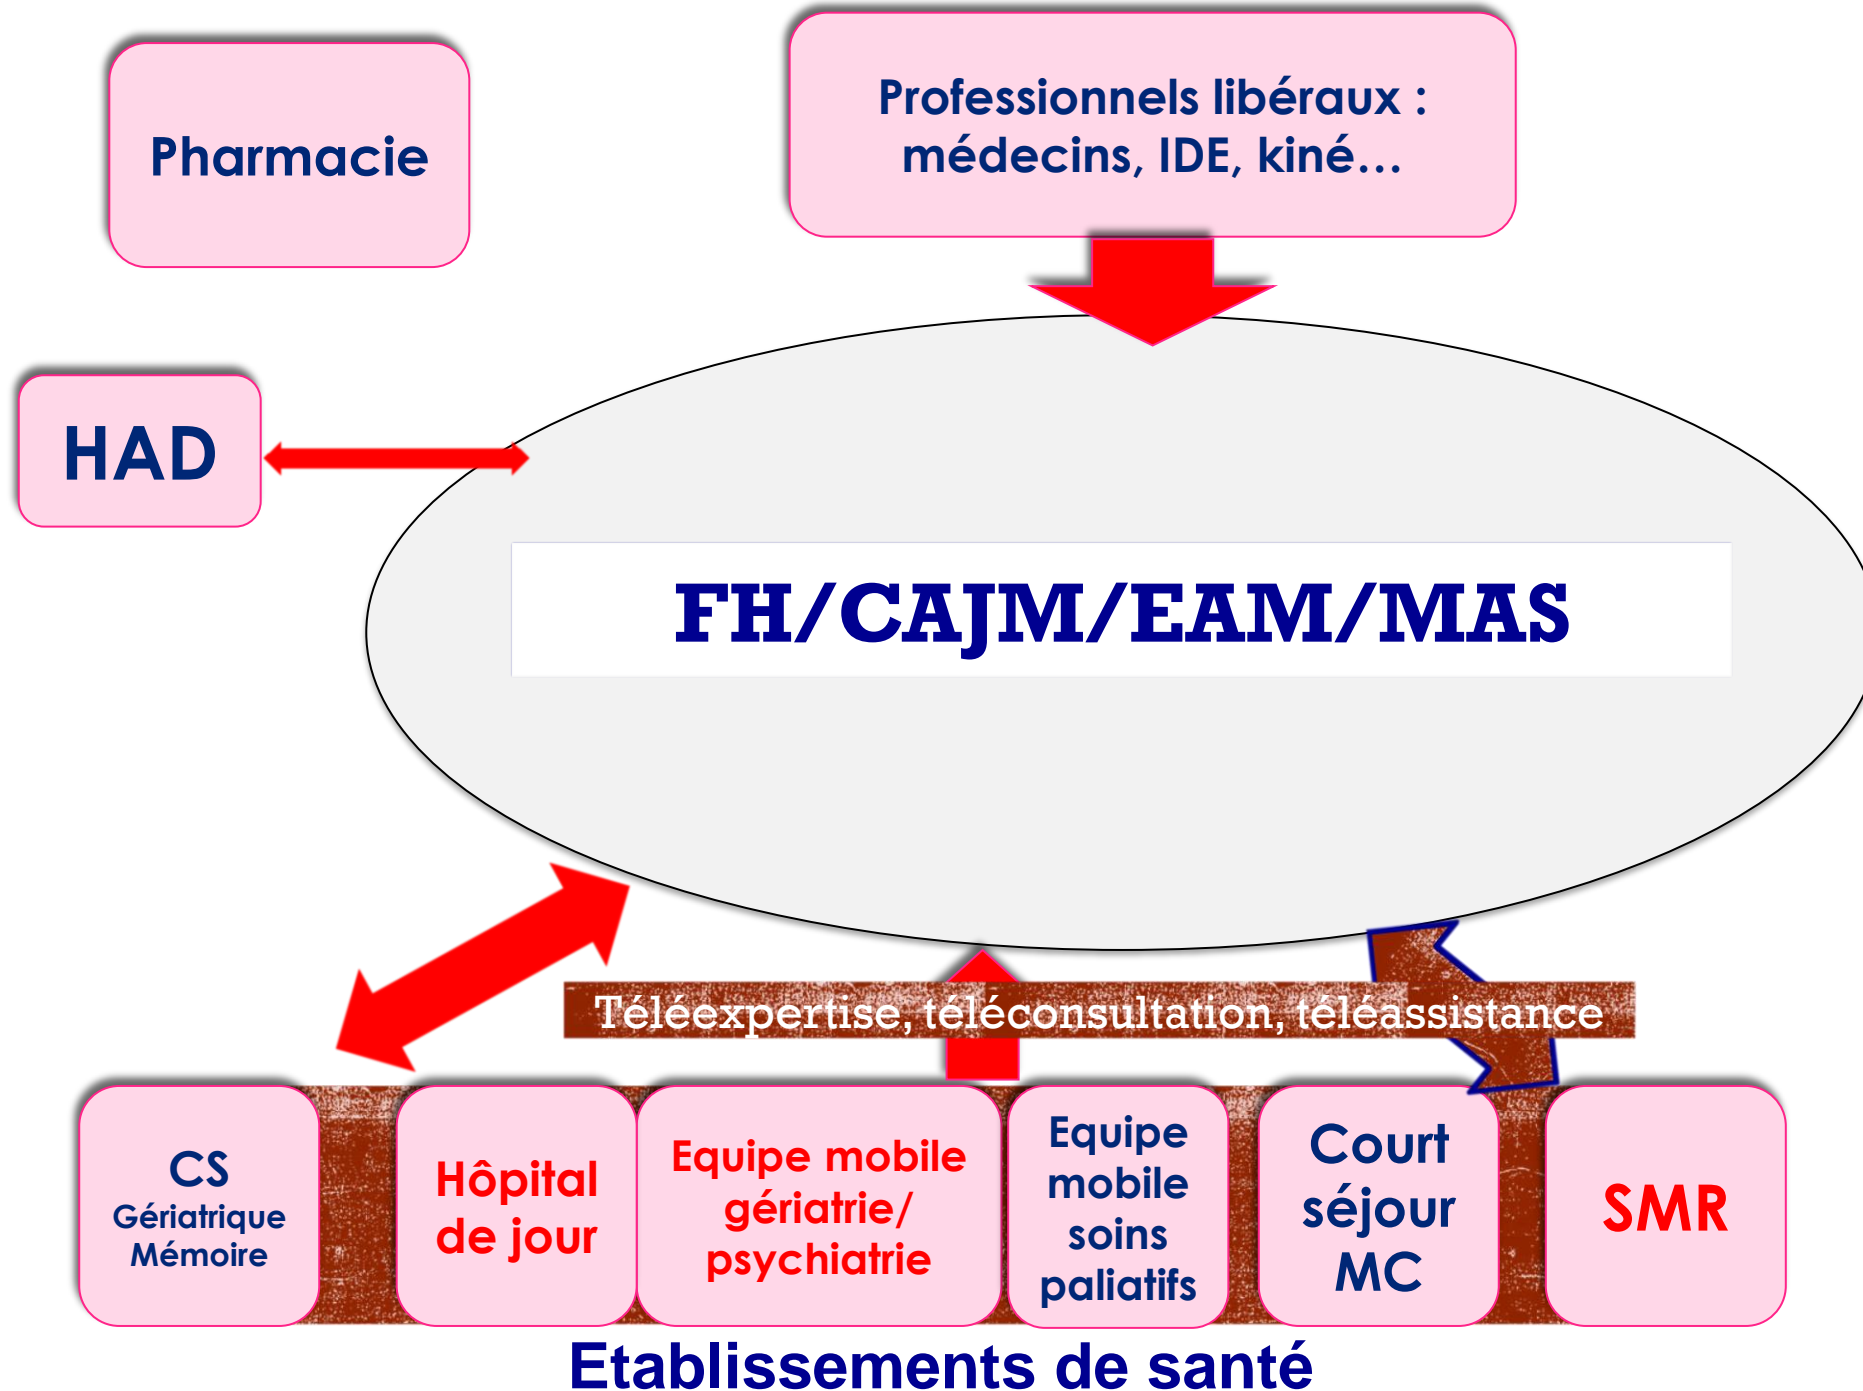 Pharmacie
Professionnels libéraux :
médecins, IDE, kiné…
HAD
FH/CAJM/EAM/MAS
Téléexpertise, téléconsultation, téléassistance
CS
Gériatrique
Mémoire
Hôpital
de jour
Equipe mobile
gériatrie/
psychiatrie
Equipe
mobile
soins
paliatifs
Court
séjour
MC
SMR
Etablissements de santé